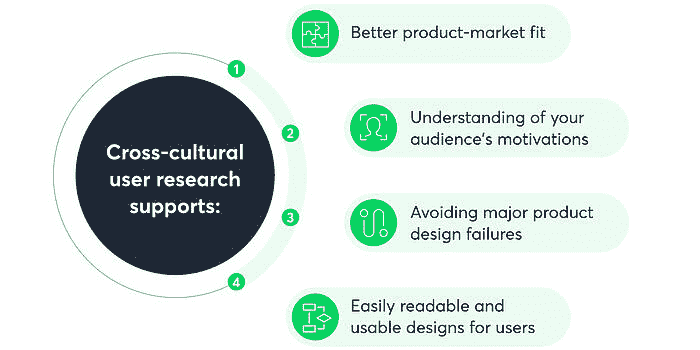 Cross-cultural
user research
supports:
1
Better product-market fit
2
Understanding of your
audience's motivations
3
Avoiding major product
design failures
4
Easily readable and
usable designs for users